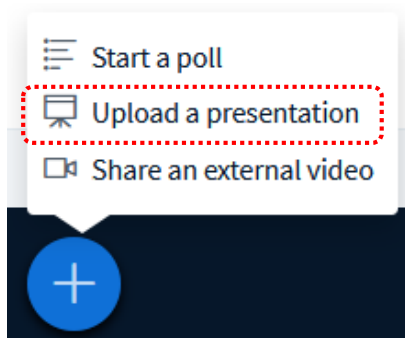 Start a poll
Upload a presentation
Share an external video